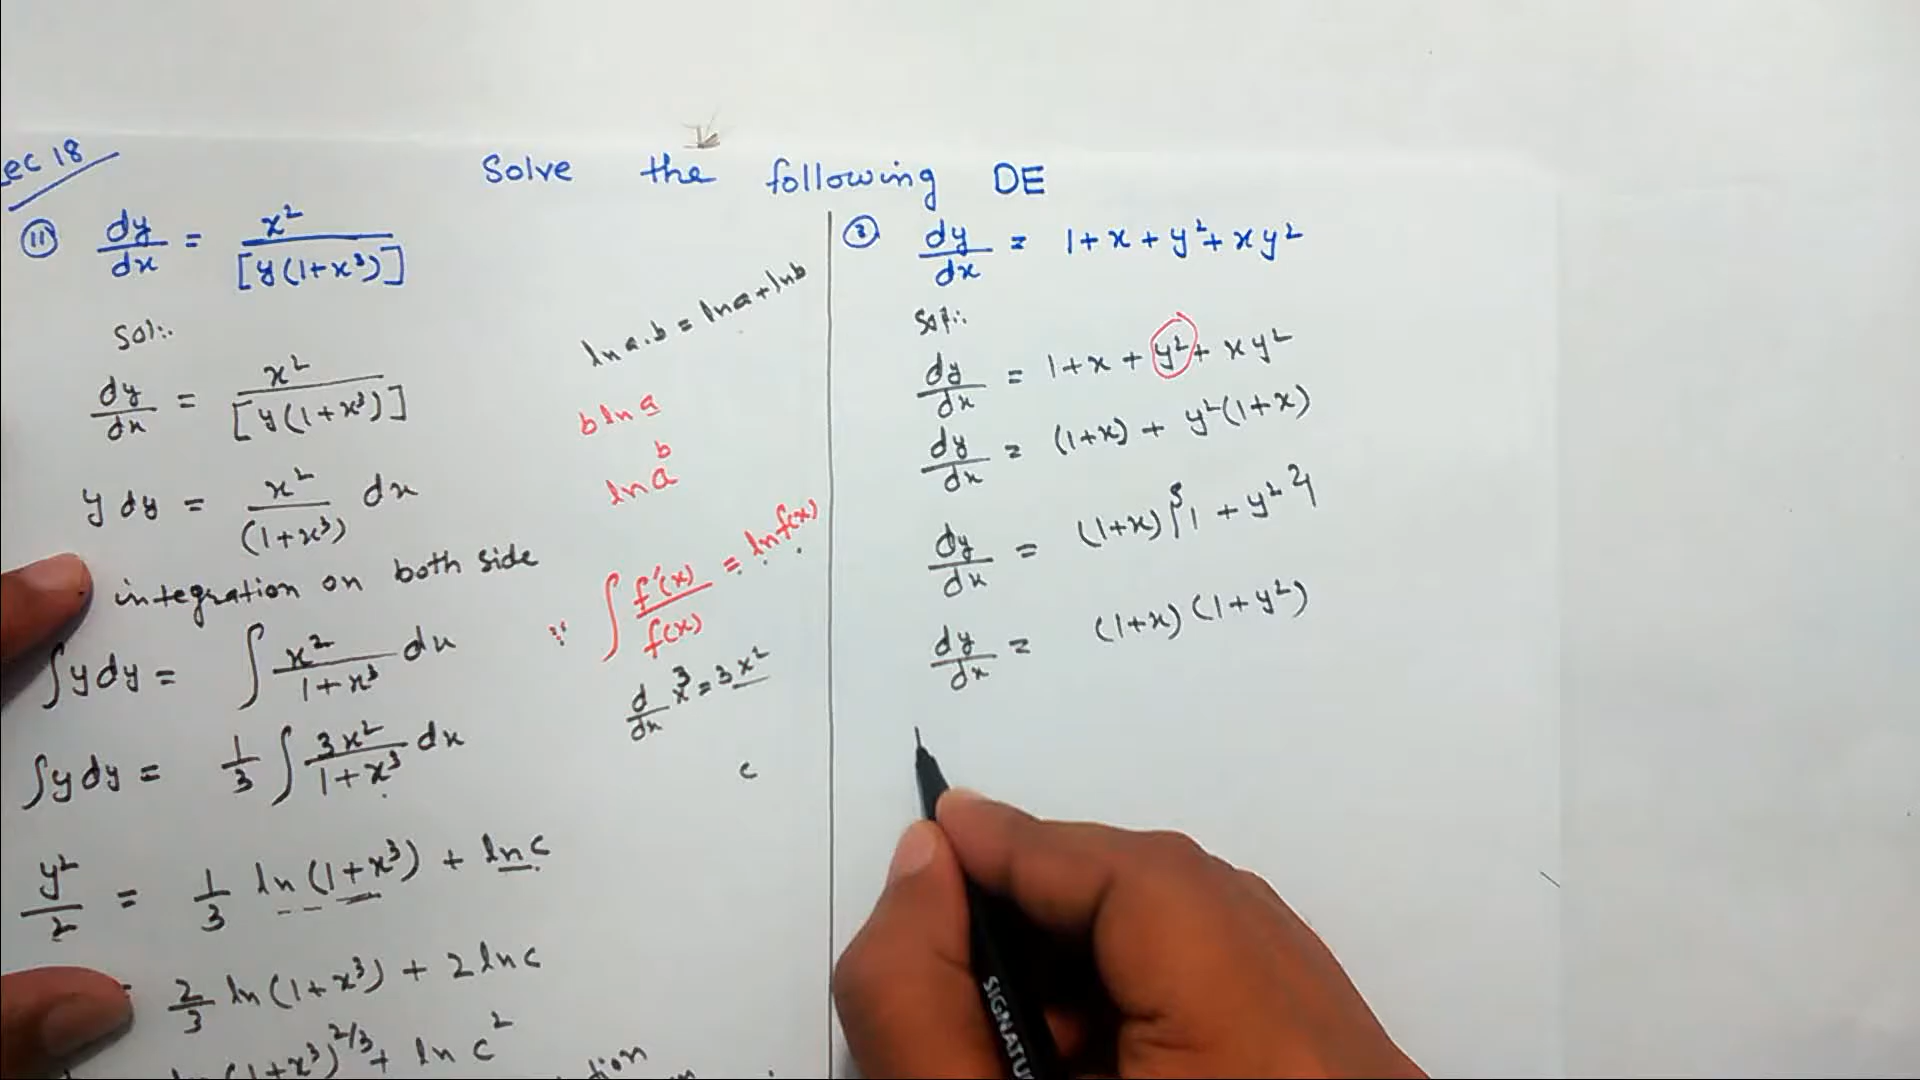 ec 18
Solve the following DE
⑪ dy/dx = x²/[y(1+x³)]
Sol:.
dy/dx = x²/[y(1+x³)]
y dy = x²/(1+x³) dx
integration on both side
∫y dy = ∫ x²/1+x³ dx
∫y dy = 1/3 ∫ 3x²/1+x³ dx
y²/2 = 1/3 ln (1+x³) + ln c
= 2/3 ln (1+x³) + 2 ln c
ln (1+x³)^2/3 + ln c²
ln a.b = ln a + ln b
b ln a
ln a^b
∵ ∫ f'(x)/f(x) = ln f(x)
d/dx x³ = 3x²
c
③ dy/dx = 1+x+y²+xy²
Sol:.
dy/dx = 1+x+y²+xy²
dy/dx = (1+x) + y²(1+x)
dy/dx = (1+x) {1+y²}
dy/dx = (1+x)(1+y²)
SIGNATU